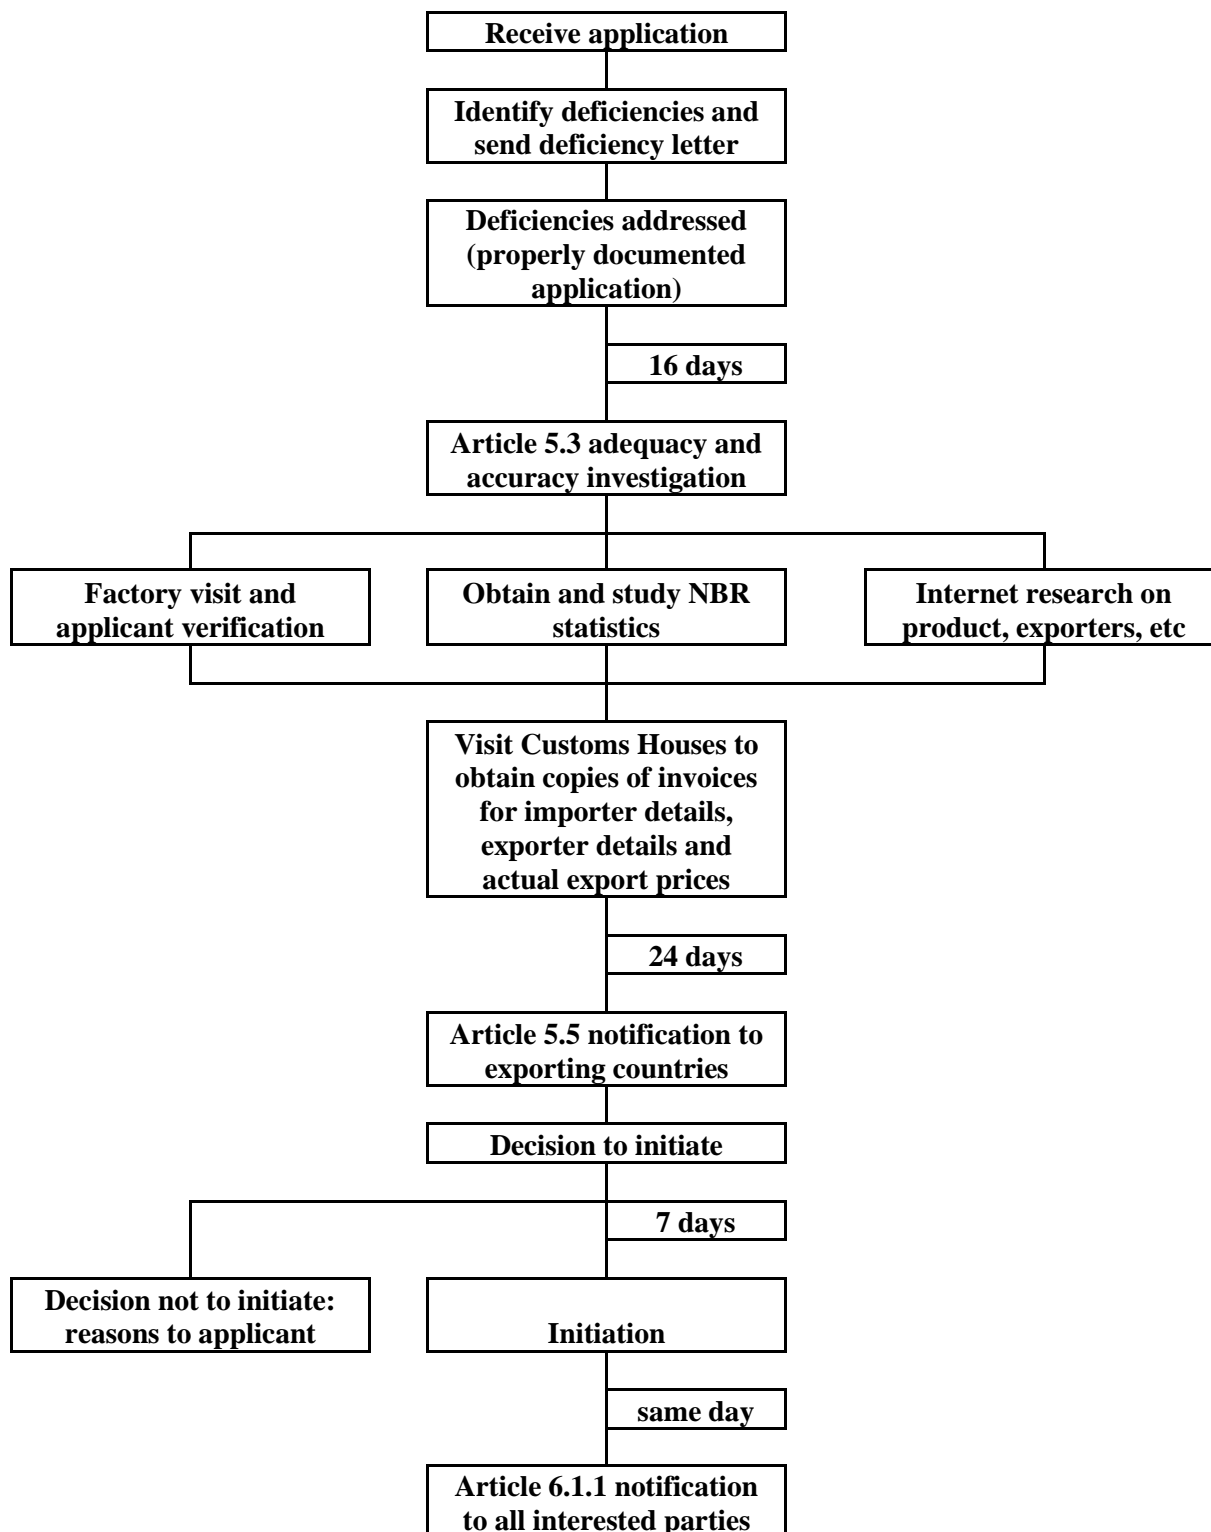 Receive application
Identify deficiencies and
send deficiency letter
Deficiencies addressed
(properly documented
application)
16 days
Article 5.3 adequacy and
accuracy investigation
Factory visit and
applicant verification
Obtain and study NBR
statistics
Internet research on
product, exporters, etc
Visit Customs Houses to
obtain copies of invoices
for importer details,
exporter details and
actual export prices
24 days
Article 5.5 notification to
exporting countries
Decision to initiate
7 days
Decision not to initiate:
reasons to applicant
Initiation
same day
Article 6.1.1 notification
to all interested parties